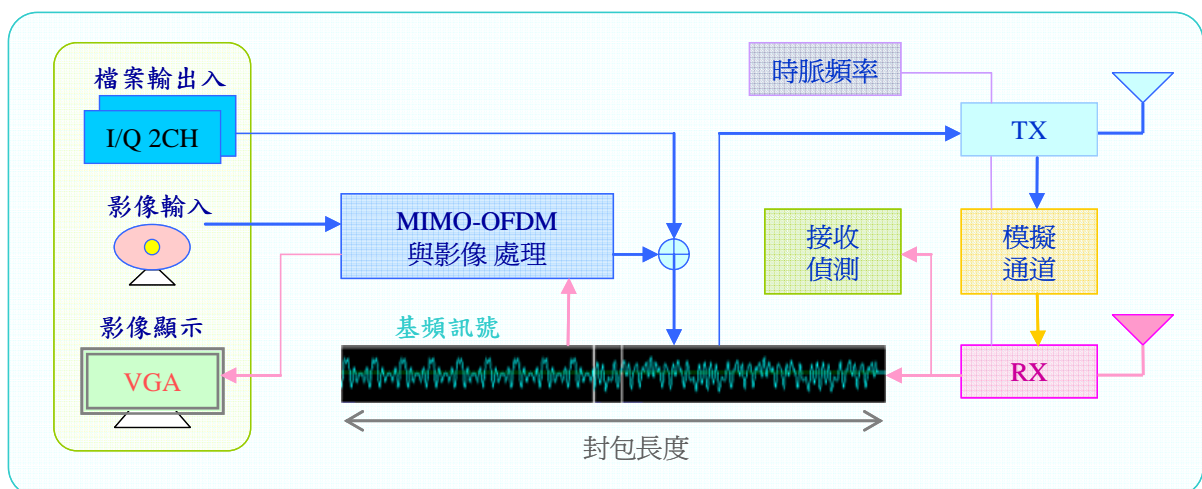 檔案輸出入
I/Q 2CH
影像輸入
影像顯示
VGA
MIMO-OFDM
與影像 處理
基頻訊號
封包長度
時脈頻率
TX
接收
偵測
模擬
通道
RX